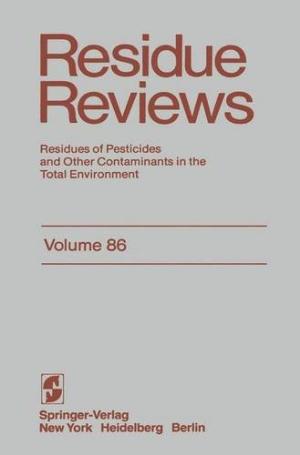 Residue
Reviews
Residues of Pesticides
and Other Contaminants in the
Total Environment
Volume 86
Springer-Verlag
New York Heidelberg Berlin